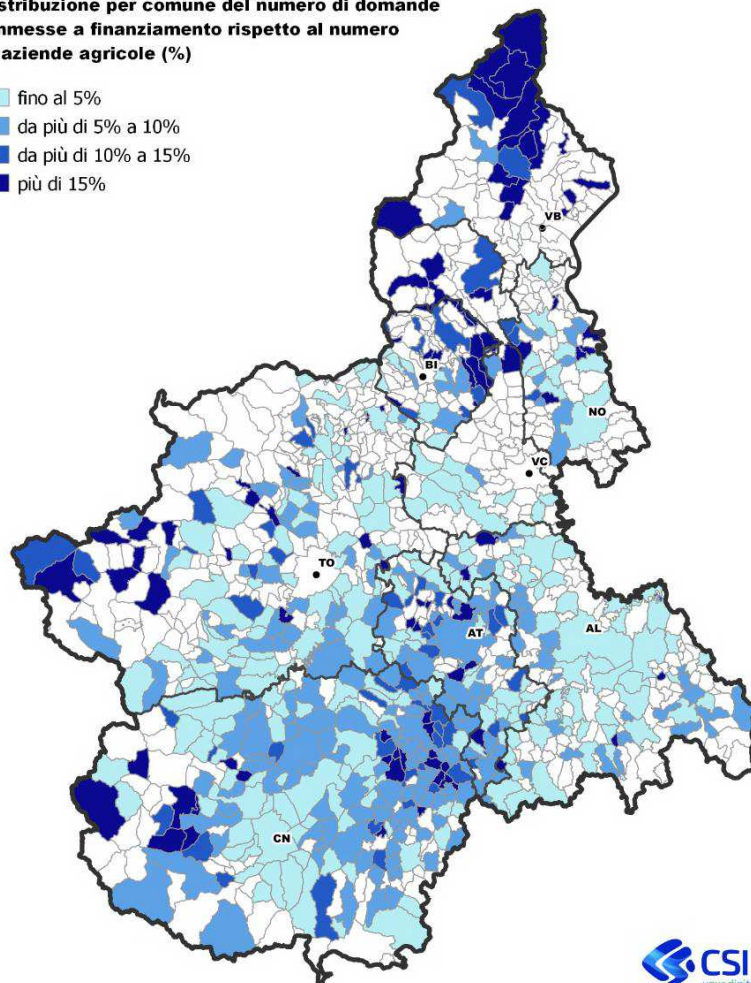 stribuzione per comune del numero di domande
messe a finanziamento rispetto al numero
aziende agricole (%)
fino al 5%
da più di 5% a 10%
da più di 10% a 15%
più di 15%
VB
BI
NO
VC
TO
AT
AL
CN
CSI